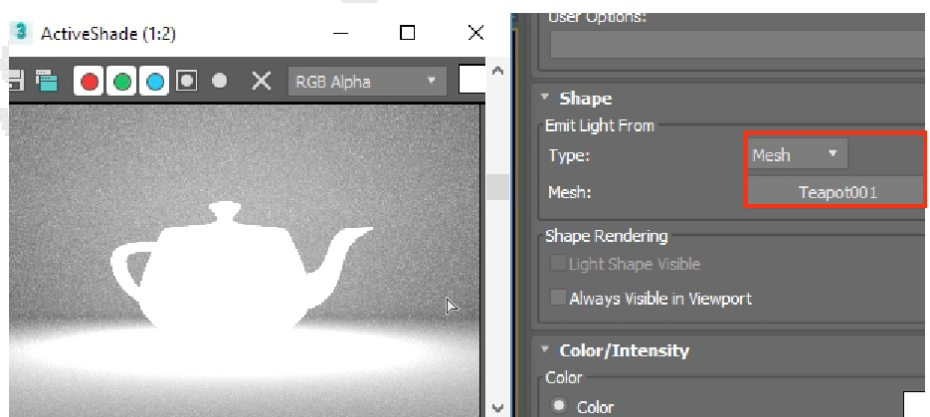 ActiveShade (1:2)
RGB Alpha
User Options:
Shape
Emit Light From
Type: Mesh
Mesh: Teapot001
Shape Rendering
Light Shape Visible
Always Visible in Viewport
Color/Intensity
Color
Color